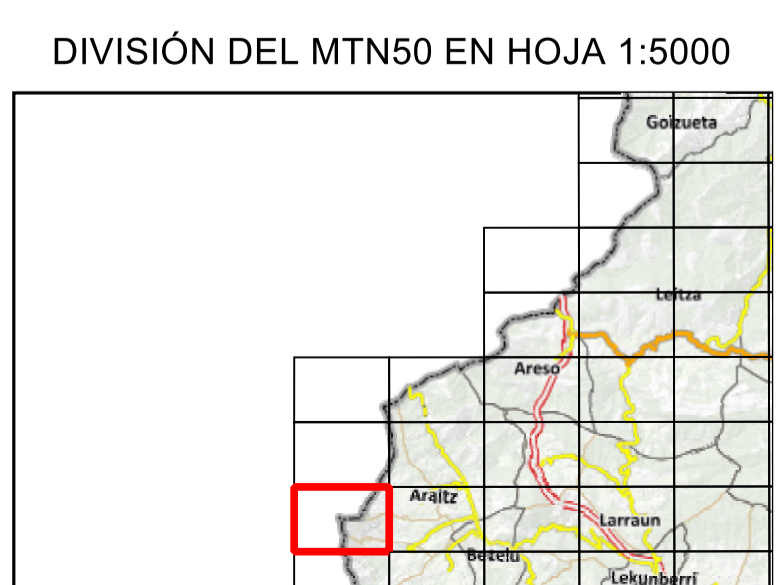 DIVISIÓN DEL MTN50 EN HOJA 1:5000
Goizueta
Leitza
Areso
Araitz
Larraun
Betelu
Lekunberri